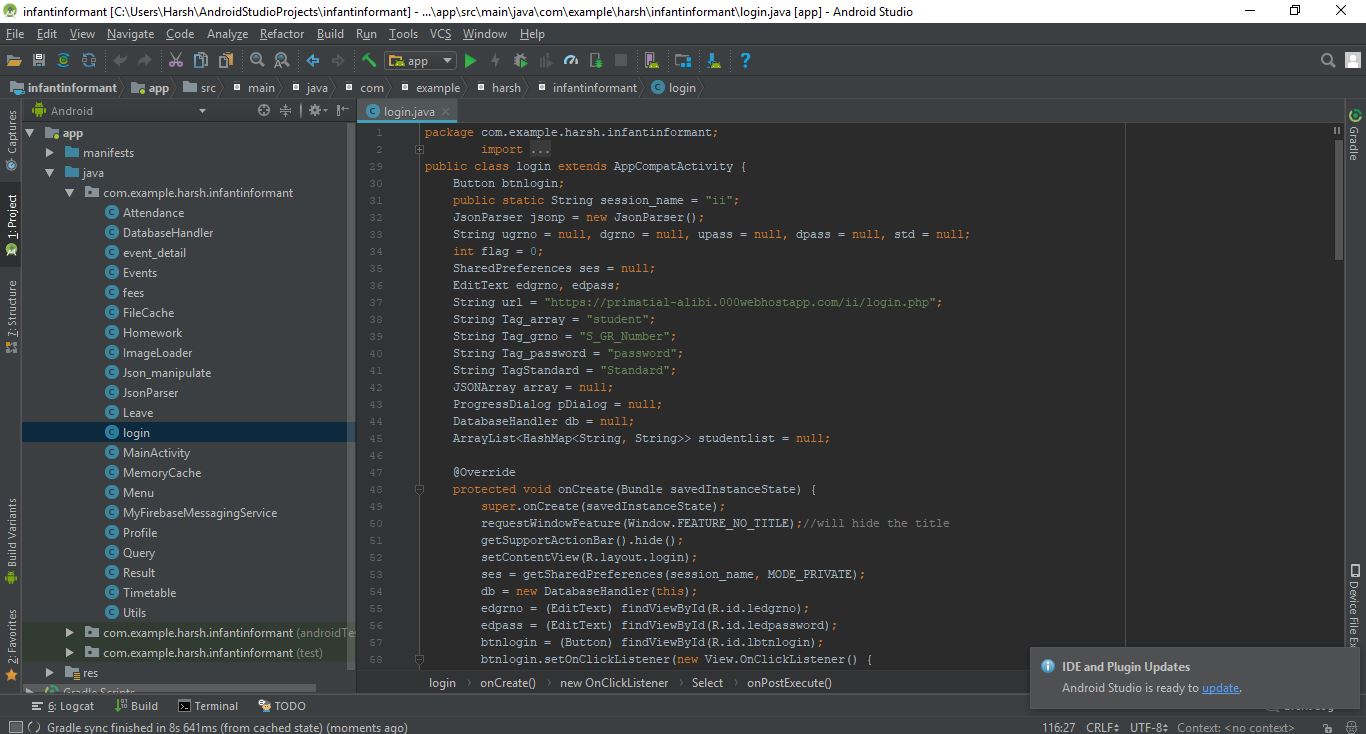 infantinformant [C:\Users\Harsh\AndroidStudioProjects\infantinformant] - ...\app\src\main\java\com\example\harsh\infantinformant\login.java [app] - Android Studio
File Edit View Navigate Code Analyze Refactor Build Run Tools VCS Window Help
app
infantinformant app src main java com example harsh infantinformant login
Android
login.java
Captures
1: Project
7: Structure
Build Variants
2: Favorites
app
manifests
java
com.example.harsh.infantinformant
Attendance
DatabaseHandler
event_detail
Events
fees
FileCache
Homework
ImageLoader
Json_manipulate
JsonParser
Leave
login
MainActivity
MemoryCache
Menu
MyFirebaseMessagingService
Profile
Query
Result
Timetable
Utils
com.example.harsh.infantinformant (androidTe
com.example.harsh.infantinformant (test)
res
Gradle Scripts
1 package com.example.harsh.infantinformant;
2 import ...
29 public class login extends AppCompatActivity {
30 Button btnlogin;
31 public static String session_name = "ii";
32 JsonParser jsonp = new JsonParser();
33 String ugrno = null, dgrno = null, upass = null, dpass = null, std = null;
34 int flag = 0;
35 SharedPreferences ses = null;
36 EditText edgrno, edpass;
37 String url = "https://primatial-alibi.000webhostapp.com/ii/login.php";
38 String Tag_array = "student";
39 String Tag_grno = "S_GR_Number";
40 String Tag_password = "password";
41 String TagStandard = "Standard";
42 JSONArray array = null;
43 ProgressDialog pDialog = null;
44 DatabaseHandler db = null;
45 ArrayList<HashMap<String, String>> studentlist = null;
46
47 @Override
48 protected void onCreate(Bundle savedInstanceState) {
49 super.onCreate(savedInstanceState);
50 requestWindowFeature(Window.FEATURE_NO_TITLE);//will hide the title
51 getSupportActionBar().hide();
52 setContentView(R.layout.login);
53 ses = getSharedPreferences(session_name, MODE_PRIVATE);
54 db = new DatabaseHandler(this);
55 edgrno = (EditText) findViewById(R.id.ledgrno);
56 edpass = (EditText) findViewById(R.id.ledpassword);
57 btnlogin = (Button) findViewById(R.id.lbtnlogin);
58 btnlogin.setOnClickListener(new View.OnClickListener() {
login onCreate() new OnClickListener Select onPostExecute()
Gradle
Device File Ex
IDE and Plugin Updates
Android Studio is ready to update.
6: Logcat Build Terminal TODO
Gradle sync finished in 8s 641ms (from cached state) (moments ago)
116:27 CRLF UTF-8 Context: <no context>